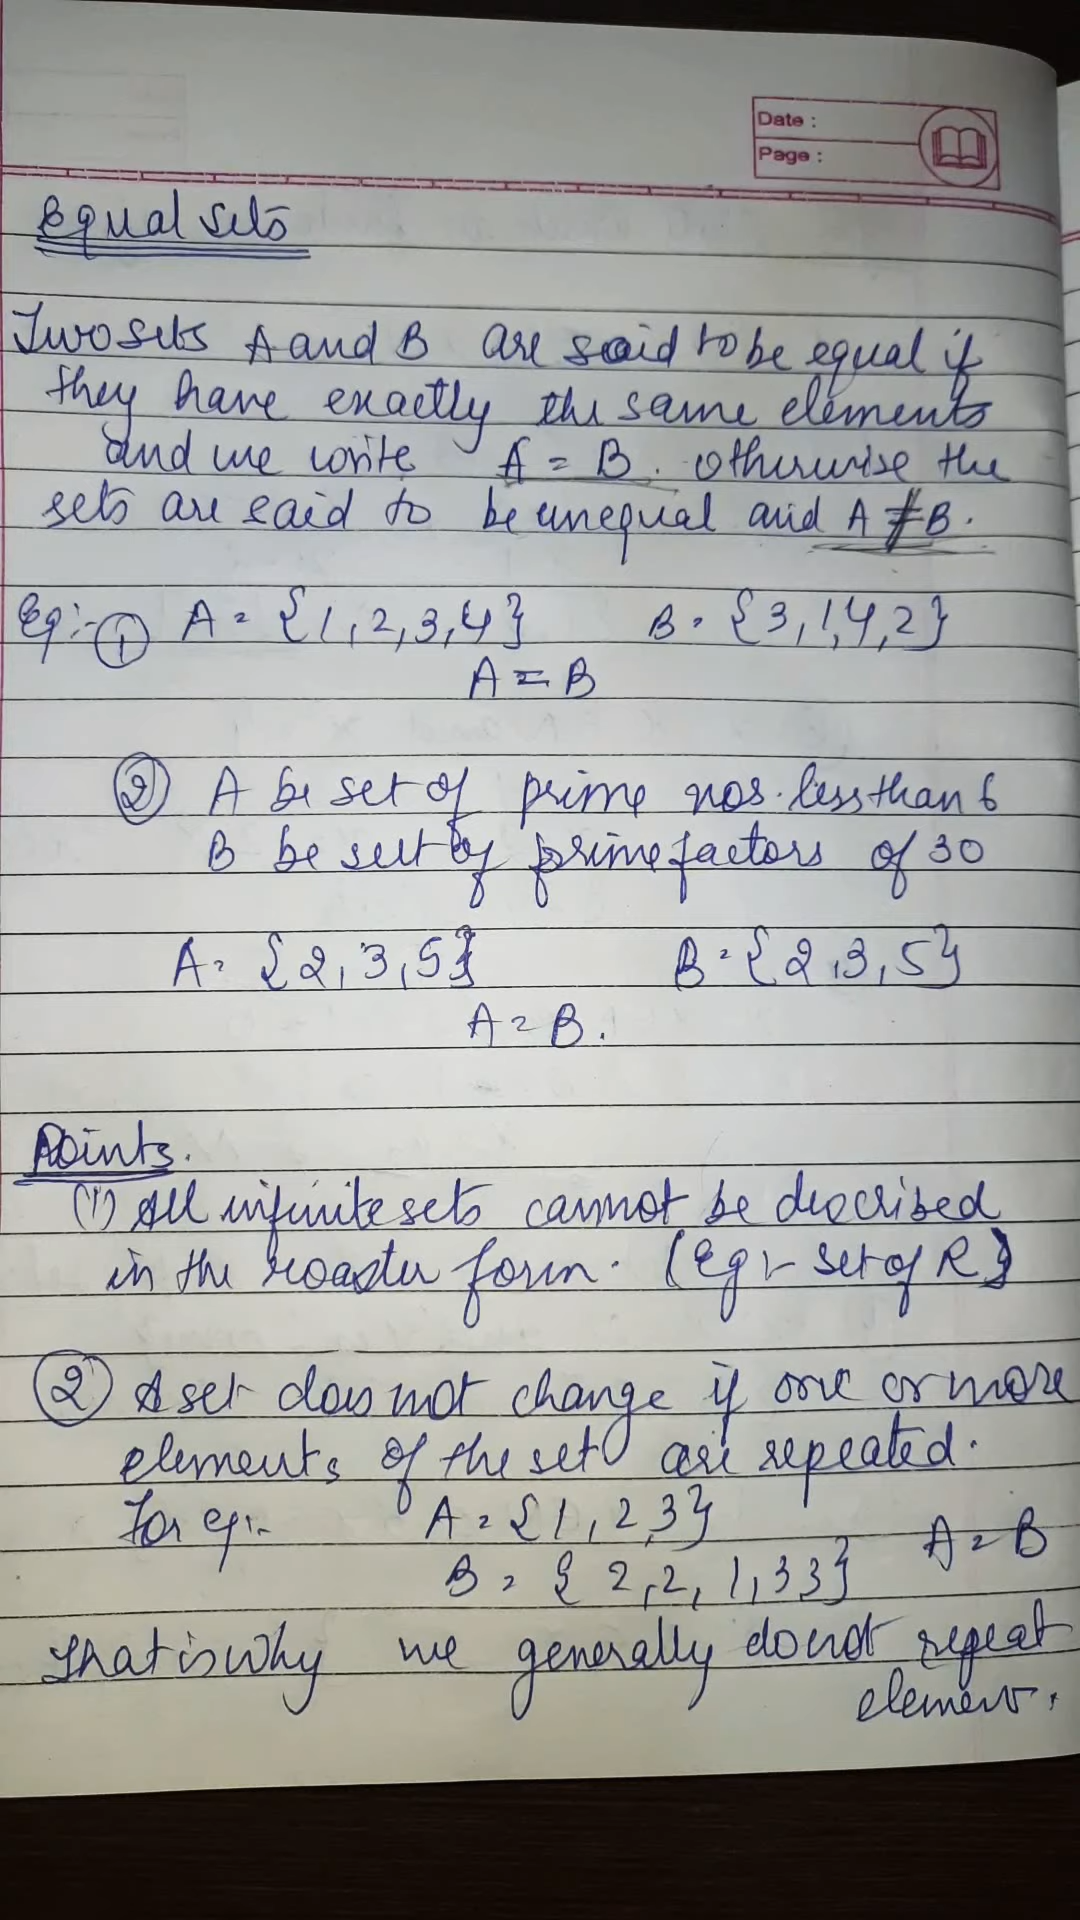 Date :
Page :
Equal Sets
Two sets A and B are said to be equal if
they have exactly the same elements
and we write A = B. otherwise the
sets are said to be unequal and A ≠ B.
Eg:- ① A = {1, 2, 3, 4} B = {3, 1, 4, 2}
A = B
② A be set of prime nos. less than 6
B be set of prime factors of 30
A = {2, 3, 5} B = {2, 3, 5}
A = B.
Points.
(1) All infinite sets cannot be described
in the roaster form. (Eg:- Set of R)
② A set does not change if one or more
elements of the set are repeated.
For eg:- A = {1, 2 3}
B = {2, 2, 1, 3 3} A = B
That is why we generally do not repeat
element.